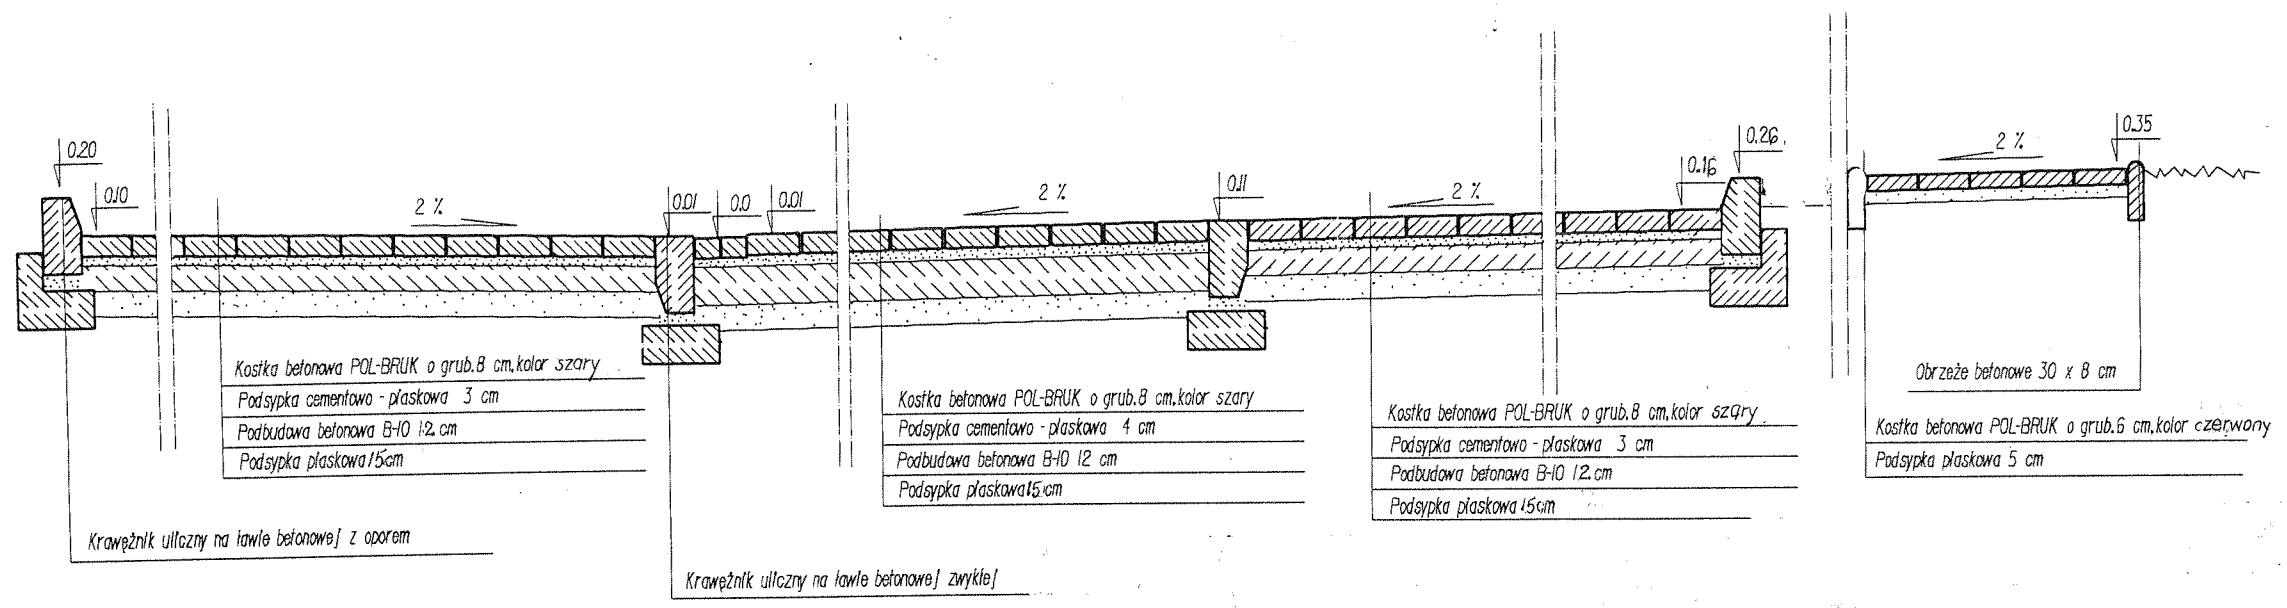 0.20
0.10
2 %
0.01
0.0
0.01
2 %
0.11
2 %
0.16
0.26
2 %
0.35
Kostka betonowa POL-BRUK o grub. 8 cm, kolor szary
Podsypka cementowo - piaskowa 3 cm
Podbudowa betonowa B-10 12 cm
Podsypka piaskowa 15cm
Krawężnik uliczny na ławie betonowej z oporem
Krawężnik uliczny na ławie betonowej zwykłej
Kostka betonowa POL-BRUK o grub. 8 cm, kolor szary
Podsypka cementowo - piaskowa 4 cm
Podbudowa betonowa B-10 12 cm
Podsypka piaskowa 15cm
Kostka betonowa POL-BRUK o grub. 8 cm, kolor szary
Podsypka cementowo - piaskowa 3 cm
Podbudowa betonowa B-10 12 cm
Podsypka piaskowa 15cm
Obrzeże betonowe 30 x 8 cm
Kostka betonowa POL-BRUK o grub. 6 cm, kolor czerwony
Podsypka piaskowa 5 cm